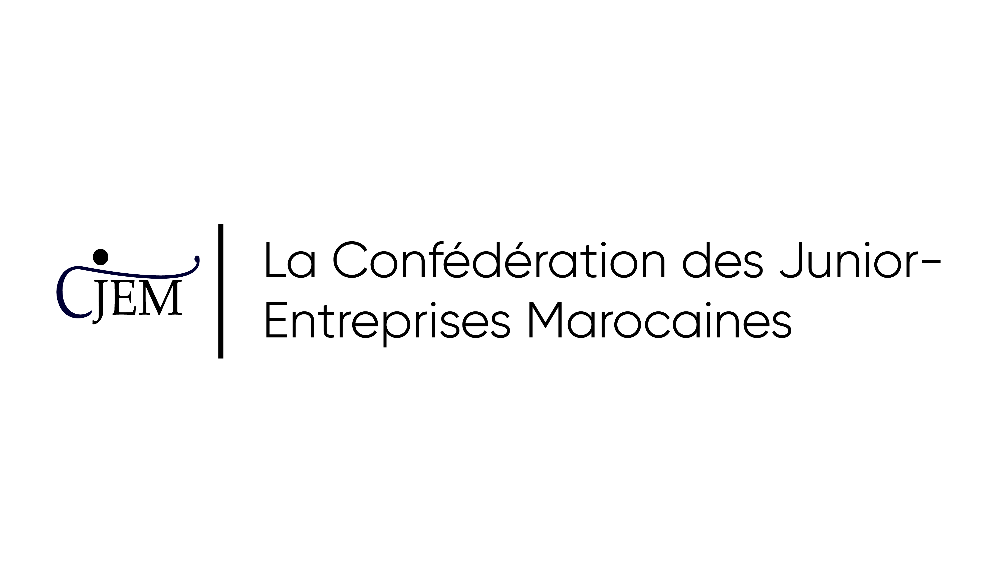 CJEM
La Confédération des Junior-
Entreprises Marocaines